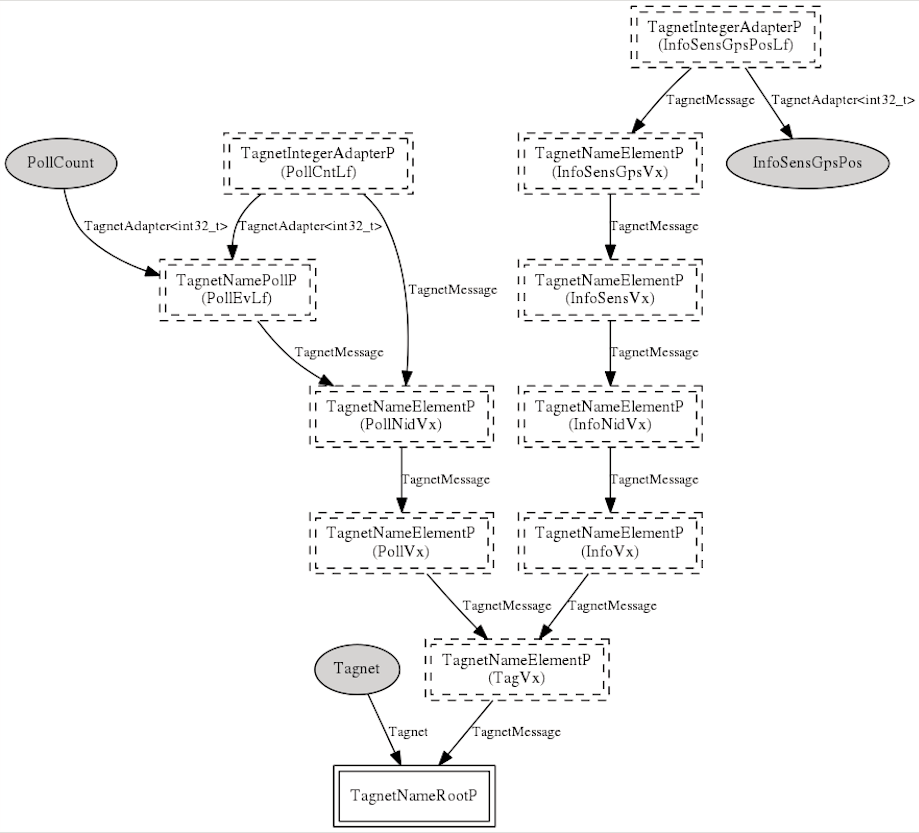 TagnetIntegerAdapterP
(InfoSensGpsPosLf)
TagnetMessage
TagnetAdapter<int32_t>
PollCount
TagnetIntegerAdapterP
(PollCntLf)
TagnetNameElementP
(InfoSensGpsVx)
InfoSensGpsPos
TagnetAdapter<int32_t>
TagnetAdapter<int32_t>
TagnetMessage
TagnetNamePollP
(PollEvLf)
TagnetMessage
TagnetNameElementP
(InfoSensVx)
TagnetMessage
TagnetMessage
TagnetNameElementP
(PollNidVx)
TagnetNameElementP
(InfoNidVx)
TagnetMessage
TagnetMessage
TagnetNameElementP
(PollVx)
TagnetNameElementP
(InfoVx)
TagnetMessage
TagnetMessage
Tagnet
TagnetNameElementP
(TagVx)
Tagnet
TagnetMessage
TagnetNameRootP